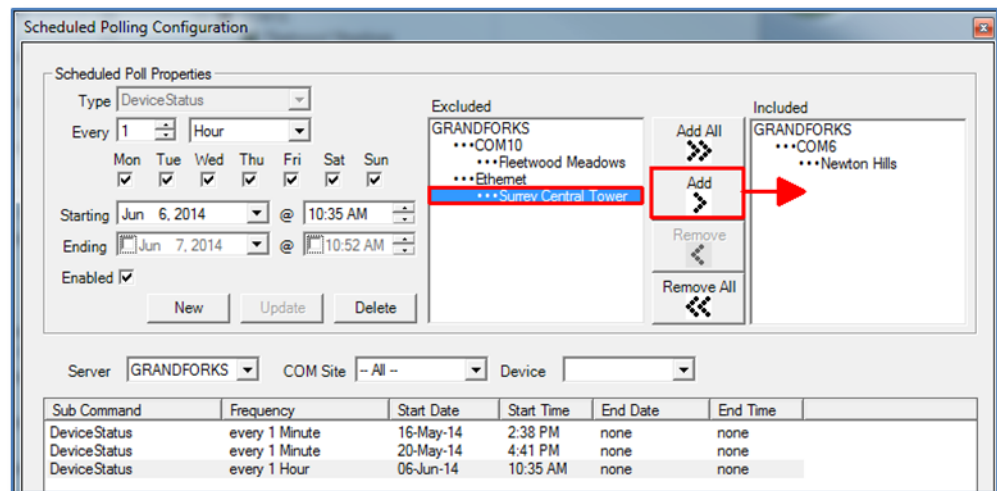 Scheduled Polling Configuration
Scheduled Poll Properties
Type DeviceStatus
Every 1 Hour
Mon Tue Wed Thu Fri Sat Sun
Starting Jun 6, 2014 @ 10:35 AM
Ending Jun 7, 2014 @ 10:52 AM
Enabled
New Update Delete
Excluded
GRANDFORKS
•••COM10
•••Fleetwood Meadows
•••Ethernet
•••Surrey Central Tower
Add All
Add
Remove
Remove All
Included
GRANDFORKS
•••COM6
•••Newton Hills
Server GRANDFORKS COM Site -- All -- Device
Sub Command Frequency Start Date Start Time End Date End Time
DeviceStatus every 1 Minute 16-May-14 2:38 PM none none
DeviceStatus every 1 Minute 20-May-14 4:41 PM none none
DeviceStatus every 1 Hour 06-Jun-14 10:35 AM none none